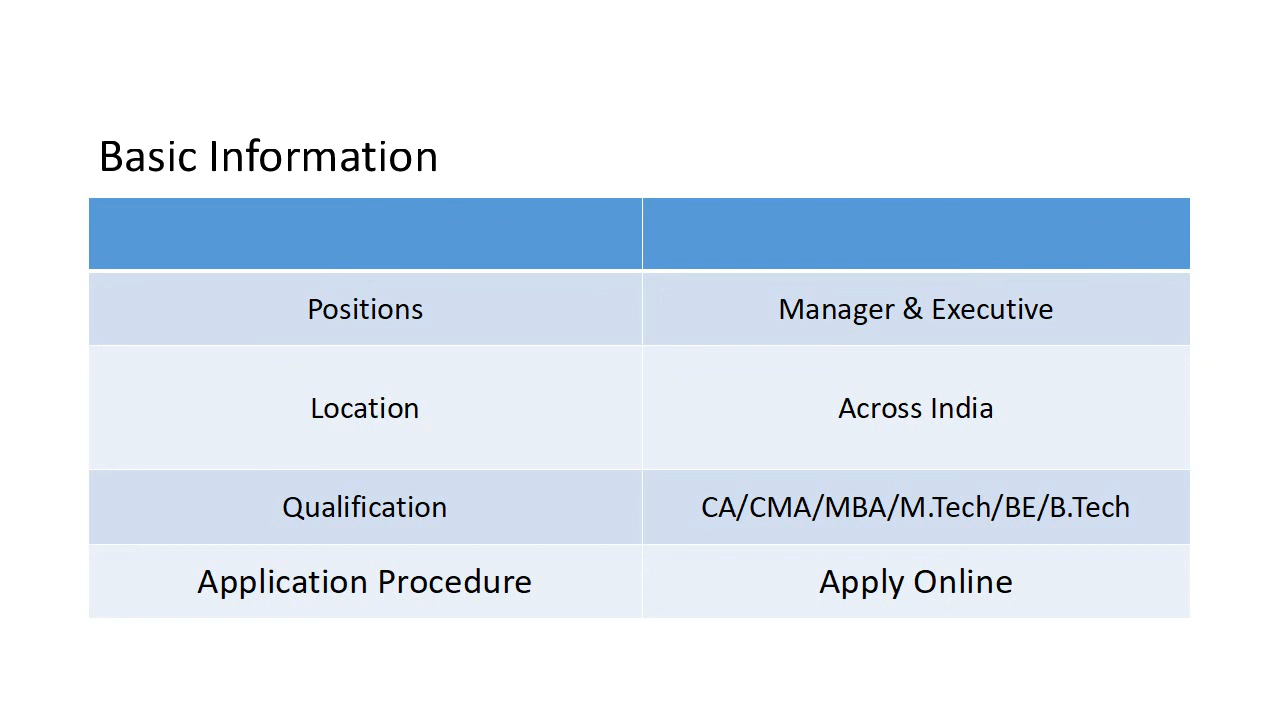 Basic Information
Positions
Manager & Executive
Location
Across India
Qualification
CA/CMA/MBA/M.Tech/BE/B.Tech
Application Procedure
Apply Online